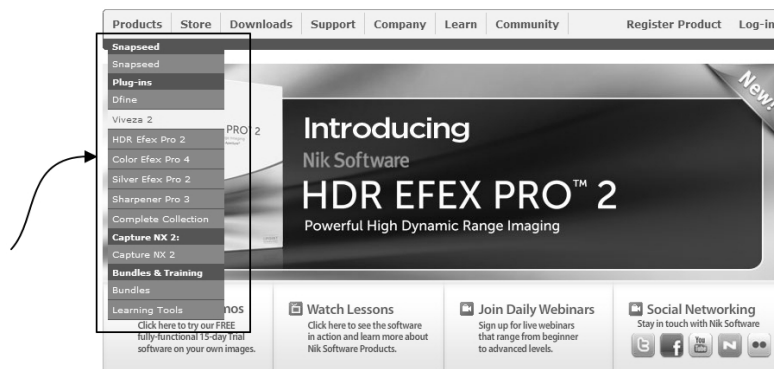 Products Store Downloads Support Company Learn Community Register Product Log-in
Snapseed
Snapseed
Plug-ins
Dfine
Viveza 2
HDR Efex Pro 2
Color Efex Pro 4
Silver Efex Pro 2
Sharpener Pro 3
Complete Collection
Capture NX 2:
Capture NX 2
Bundles & Training
Bundles
Learning Tools
PRO 2
New!
Introducing
Nik Software
HDR EFEX PRO™ 2
Powerful High Dynamic Range Imaging
mos
Click here to try our FREE
fully-functional 15-day Trial
software on your own images.
Watch Lessons
Click here to see the software
in action and learn more about
Nik Software Products.
Join Daily Webinars
Sign up for live webinars
that range from beginner
to advanced levels.
Social Networking
Stay in touch with Nik Software
You
Tube